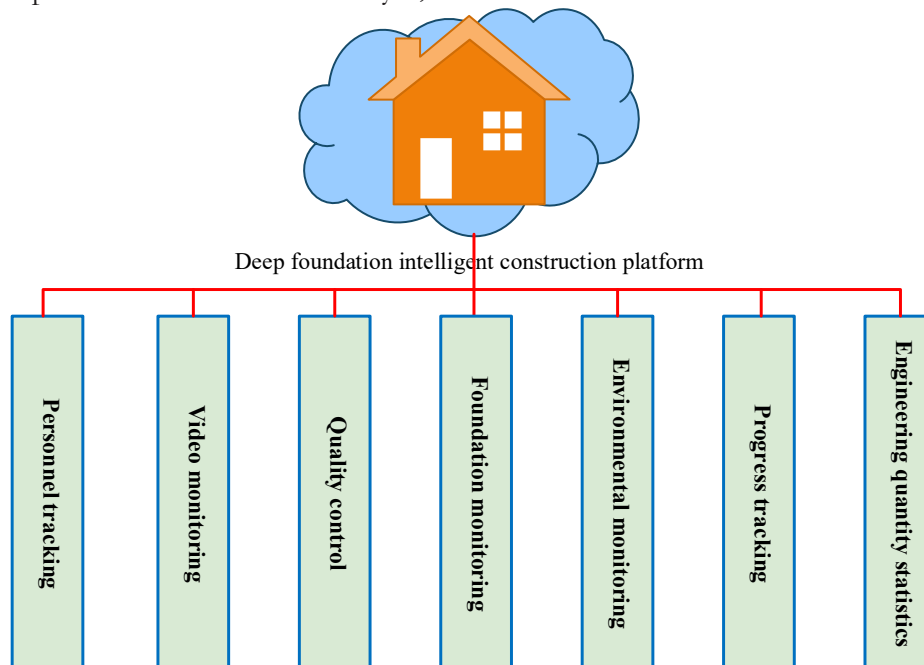 Deep foundation intelligent construction platform
Personnel tracking
Video monitoring
Quality control
Foundation monitoring
Environmental monitoring
Progress tracking
Engineering quantity statistics